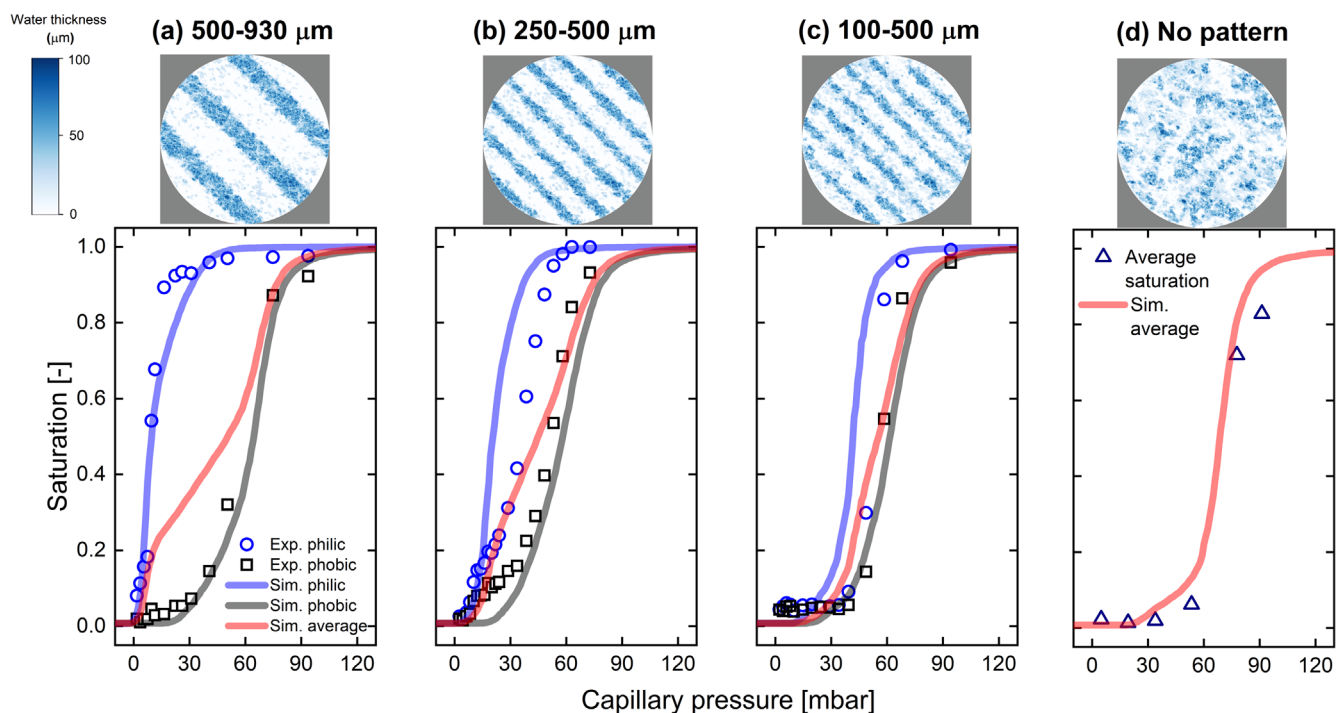 Water thickness
(μm)
100
50
0
(a) 500-930 μm
(b) 250-500 μm
(c) 100-500 μm
(d) No pattern
Saturation [-]
1.0
0.8
0.6
0.4
0.2
0.0
Exp. philic
Exp. phobic
Sim. philic
Sim. phobic
Sim. average
Average
saturation
Sim.
average
0 30 60 90 120
0 30 60 90 120
0 30 60 90 120
0 30 60 90 120
Capillary pressure [mbar]